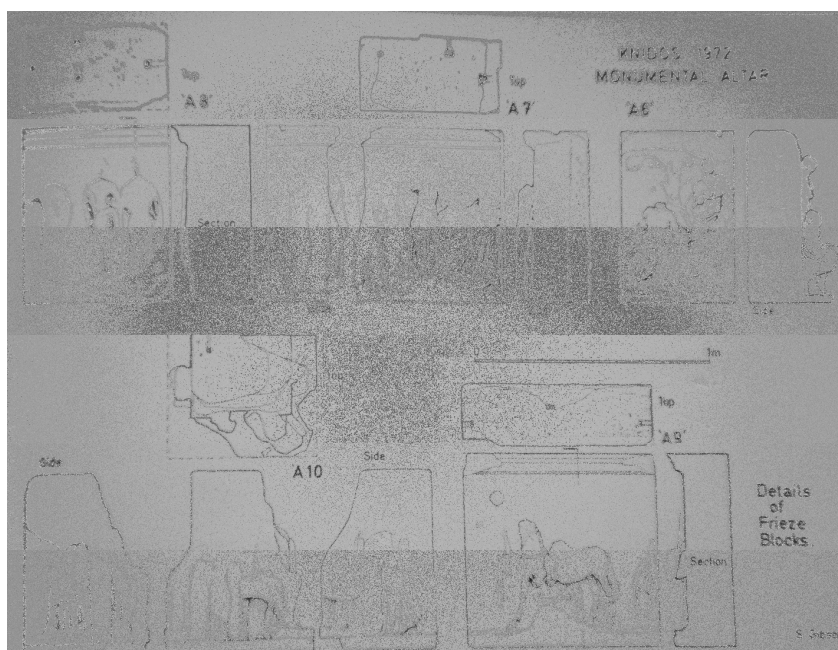 KNIDOS 1972
MONUMENTAL ALTAR
Top
'A8'
Top
'A7'
'A6'
Section
Side
1m
Top
'A9'
Side
A10
Side
Section
Details
of
Frieze
Blocks